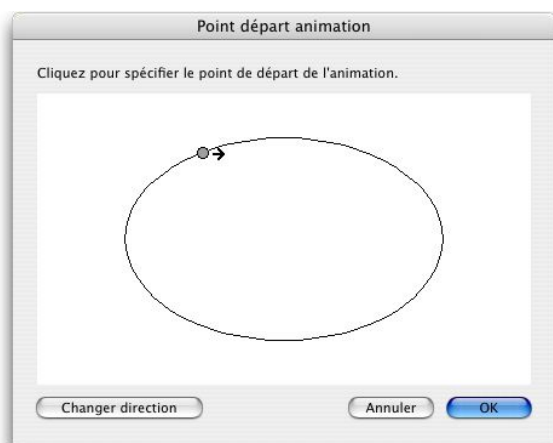 Point départ animation
Cliquez pour spécifier le point de départ de l'animation.
Changer direction
Annuler
OK